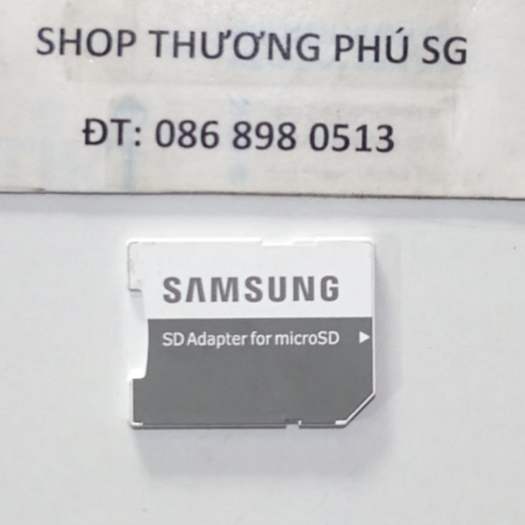 SHOP THƯƠNG PHÚ SG
ĐT: 086 898 0513
SAMSUNG
SD Adapter for microSD